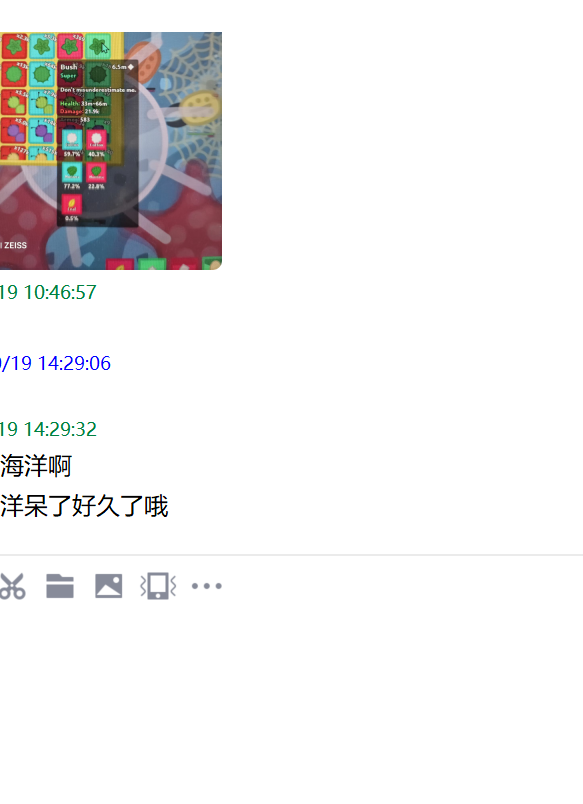 Bush 6.5m
Super
Don't misunderestimate me.
Health: 33m~66m
Damage: 21.9k
583
59.7% 40.3%
77.2% 22.8%
0.5%
ZEISS
19 10:46:57
/19 14:29:06
19 14:29:32
海洋啊
洋呆了好久了哦